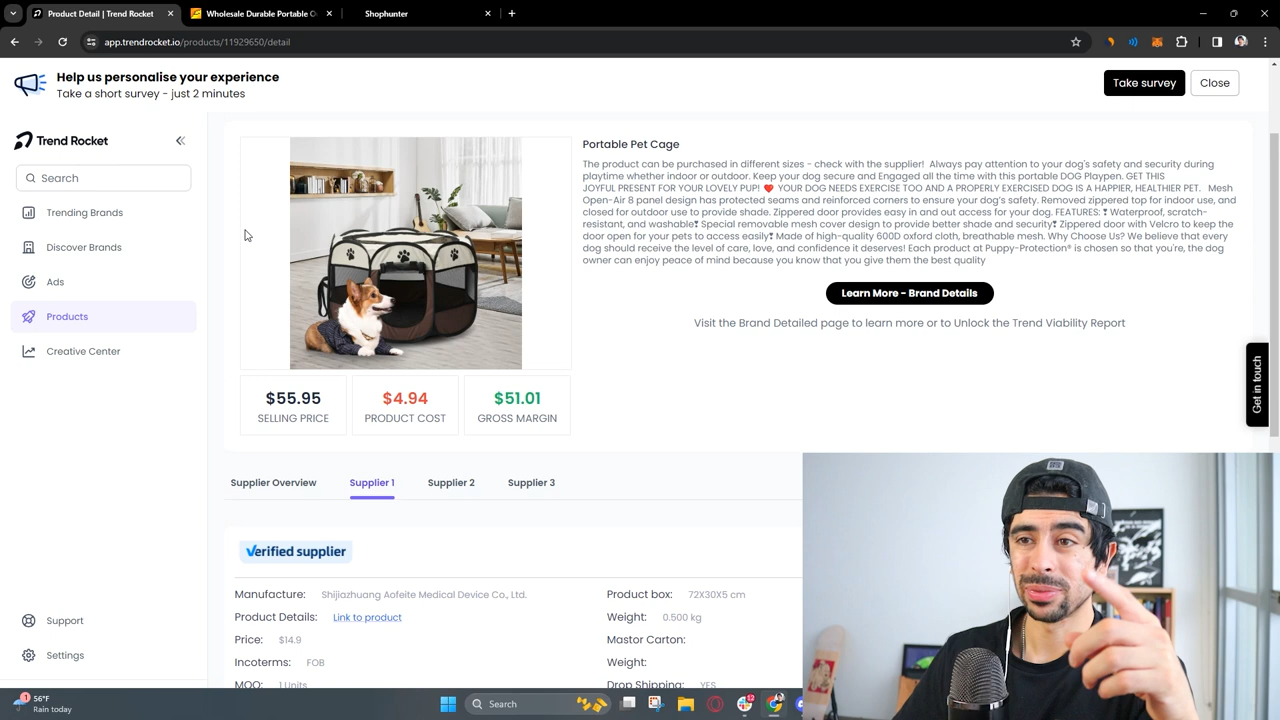 Product Detail | Trend Rocket
Wholesale Durable Portable O
Shophunter
app.trendrocket.io/products/11929650/detail
Help us personalise your experience
Take a short survey - just 2 minutes
Take survey
Close
Trend Rocket
Search
Trending Brands
Discover Brands
Ads
Products
Creative Center
Support
Settings
Portable Pet Cage
The product can be purchased in different sizes - check with the supplier! Always pay attention to your dog's safety and security during
playtime whether indoor or outdoor. Keep your dog secure and Engaged all the time with this portable DOG Playpen. GET THIS
JOYFUL PRESENT FOR YOUR LOVELY PUP! ❤️ YOUR DOG NEEDS EXERCISE TOO AND A PROPERLY EXERCISED DOG IS A HAPPIER, HEALTHIER PET. Mesh
Open-Air 8 panel design has protected seams and reinforced corners to ensure your dog's safety. Removed zippered top for indoor use, and
closed for outdoor use to provide shade. Zippered door provides easy in and out access for your dog. FEATURES: ❣ Waterproof, scratch-
resistant, and washable❣ Special removable mesh cover design to provide better shade and security❣ Zippered door with Velcro to keep the
door open for your pets to access easily❣ Made of high-quality 600D oxford cloth, breathable mesh. Why Choose Us? We believe that every
dog should receive the level of care, love, and confidence it deserves! Each product at Puppy-Protection® is chosen so that you're, the dog
owner can enjoy peace of mind because you know that you give them the best quality
Learn More - Brand Details
Visit the Brand Detailed page to learn more or to Unlock the Trend Viability Report
$55.95
SELLING PRICE
$4.94
PRODUCT COST
$51.01
GROSS MARGIN
Get in touch
Supplier Overview
Supplier 1
Supplier 2
Supplier 3
Verified supplier
Manufacture: Shijiazhuang Aofeite Medical Device Co., Ltd.
Product Details: Link to product
Price: $14.9
Incoterms: FOB
MOQ: 1 Units
Product box: 72X30X5 cm
Weight: 0.500 kg
Mastor Carton:
Weight:
Drop Shipping: YES
1
56°F
Rain today
Search
12